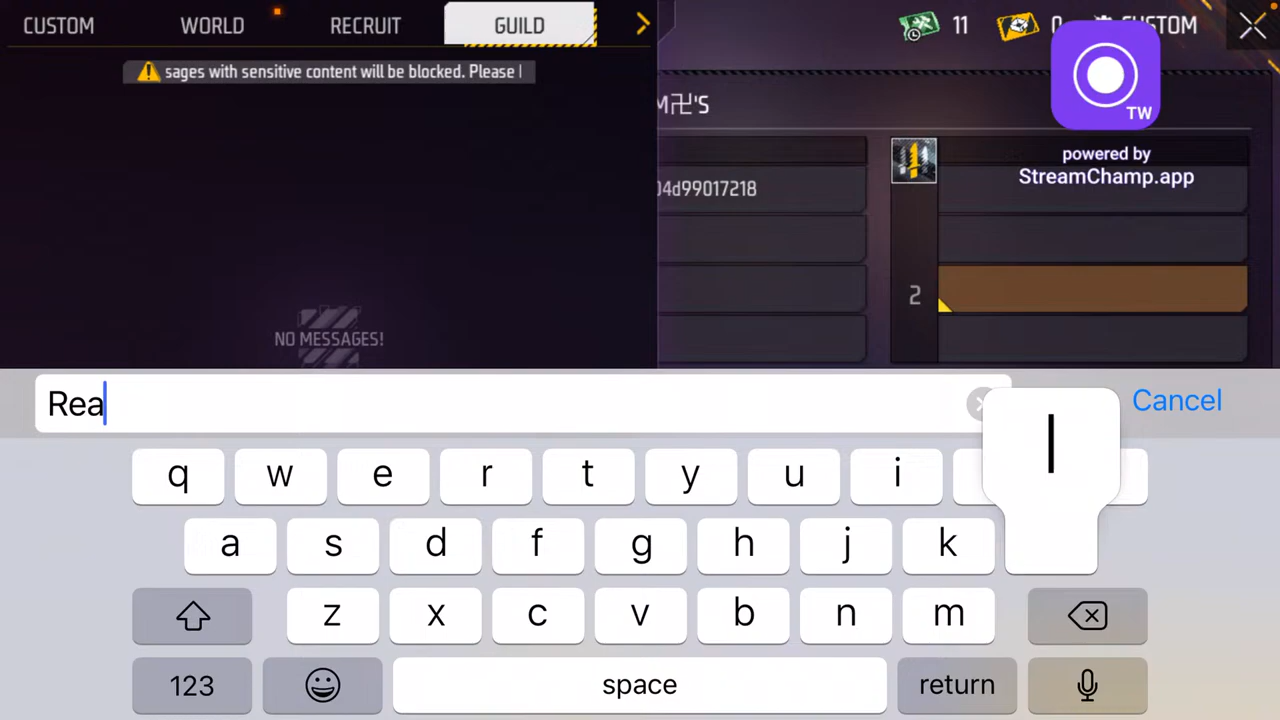 CUSTOM WORLD RECRUIT GUILD
11
CUSTOM
sages with sensitive content will be blocked. Please
M卍'S
TW
powered by
StreamChamp.app
04d99017218
2
NO MESSAGES!
Rea
Cancel
q w e r t y u i
l
a s d f g h j k
z x c v b n m
123 space return